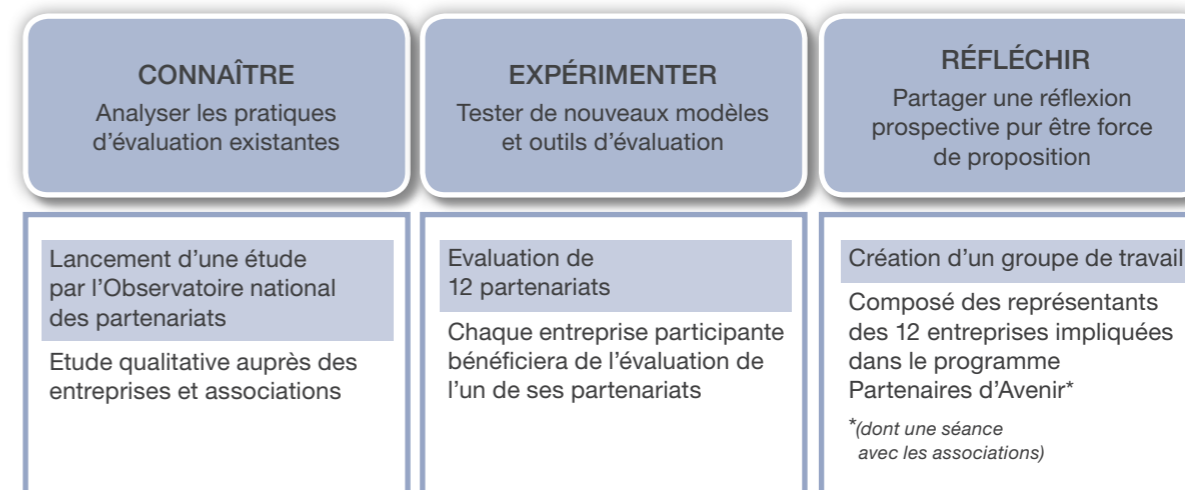 CONNAÎTRE
Analyser les pratiques
d'évaluation existantes
Lancement d'une étude
par l'Observatoire national
des partenariats
Etude qualitative auprès des
entreprises et associations
EXPÉRIMENTER
Tester de nouveaux modèles
et outils d'évaluation
Evaluation de
12 partenariats
Chaque entreprise participante
bénéficiera de l'évaluation de
l'un de ses partenariats
RÉFLÉCHIR
Partager une réflexion
prospective pur être force
de proposition
Création d'un groupe de travail
Composé des représentants
des 12 entreprises impliquées
dans le programme
Partenaires d'Avenir*
*(dont une séance
avec les associations)